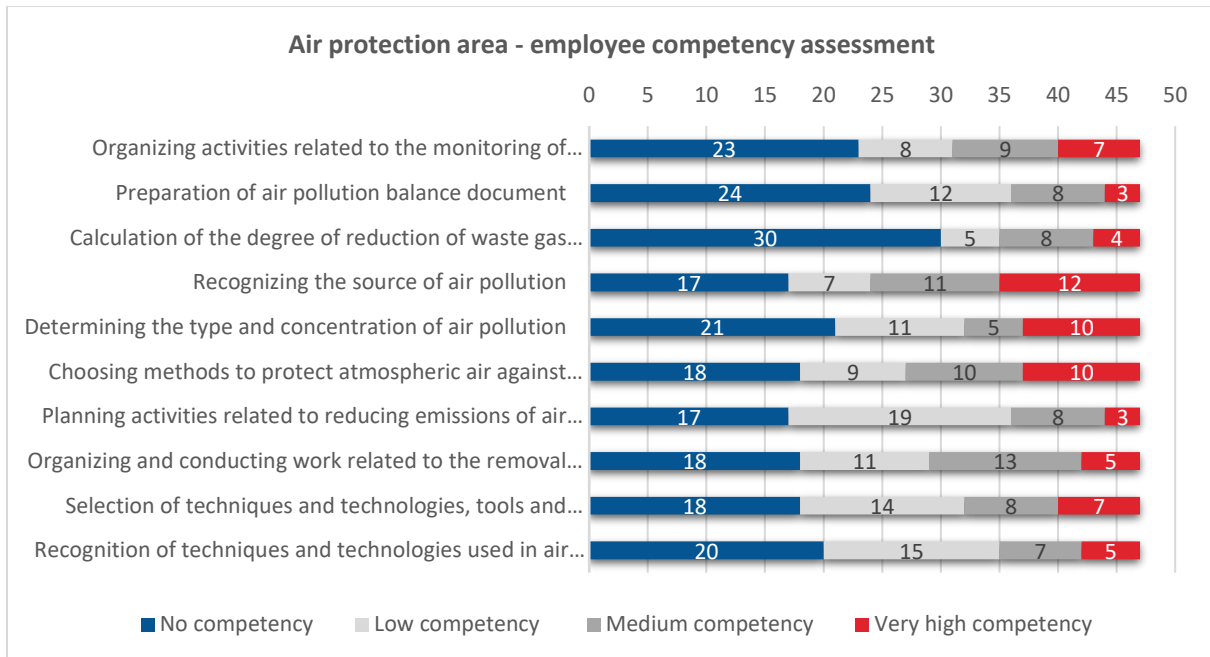 Air protection area - employee competency assessment
0 5 10 15 20 25 30 35 40 45 50
Organizing activities related to the monitoring of... 23 8 9 7
Preparation of air pollution balance document 24 12 8 3
Calculation of the degree of reduction of waste gas... 30 5 8 4
Recognizing the source of air pollution 17 7 11 12
Determining the type and concentration of air pollution 21 11 5 10
Choosing methods to protect atmospheric air against... 18 9 10 10
Planning activities related to reducing emissions of air... 17 19 8 3
Organizing and conducting work related to the removal... 18 11 13 5
Selection of techniques and technologies, tools and... 18 14 8 7
Recognition of techniques and technologies used in air... 20 15 7 5
No competency Low competency Medium competency Very high competency